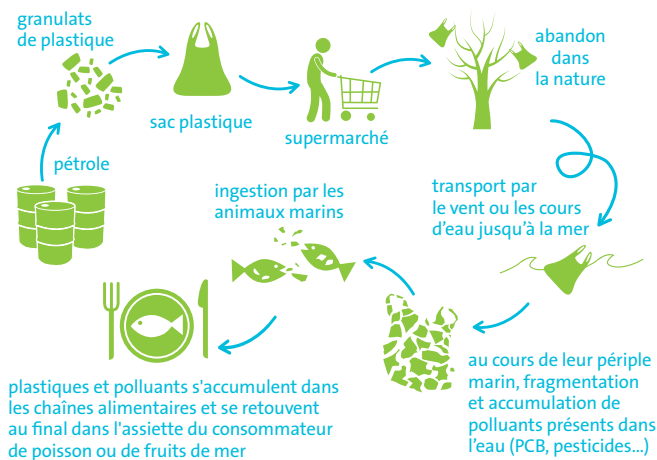 granulats
de plastique
pétrole
sac plastique
supermarché
abandon
dans
la nature
transport par
le vent ou les cours
d'eau jusqu'à la mer
au cours de leur périple
marin, fragmentation
et accumulation de
polluants présents dans
l'eau (PCB, pesticides...)
ingestion par les
animaux marins
plastiques et polluants s'accumulent dans
les chaînes alimentaires et se retouvent
au final dans l'assiette du consommateur
de poisson ou de fruits de mer